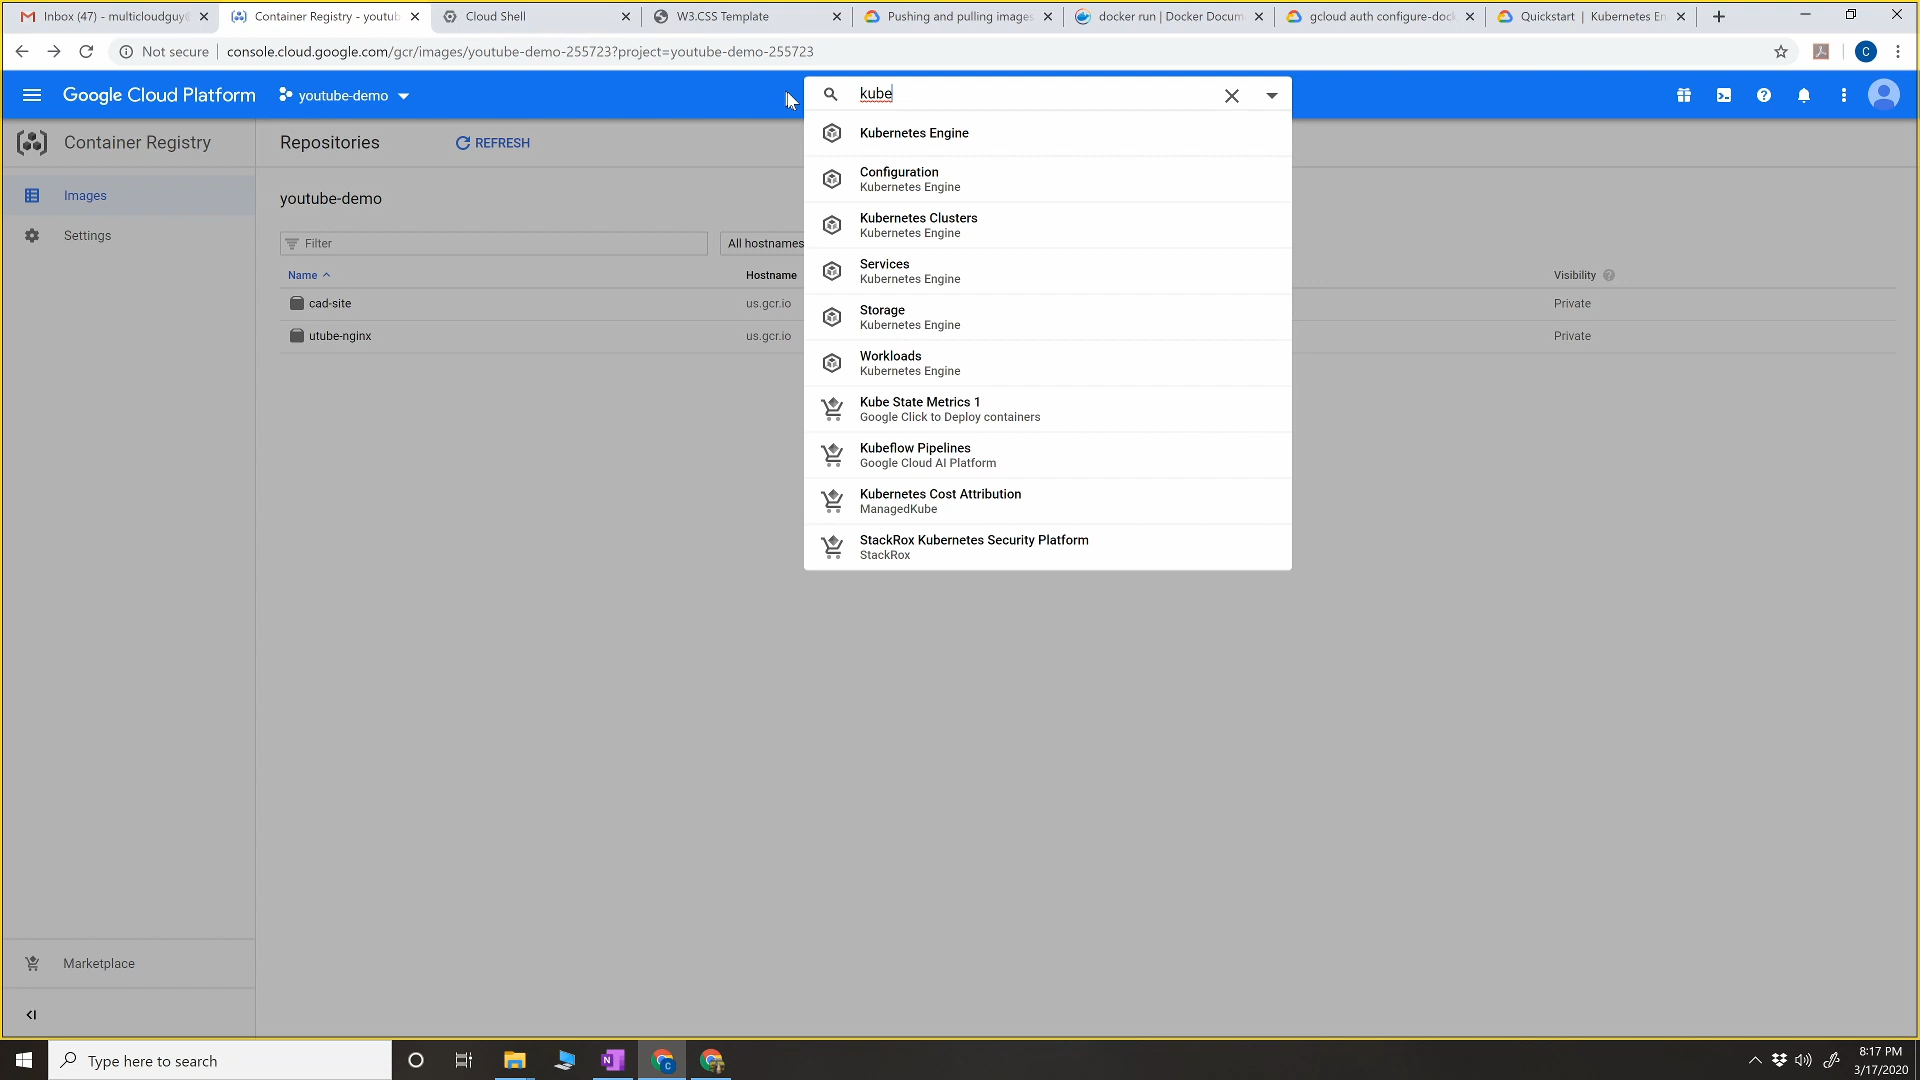 Inbox (47) - multicloudguy
Container Registry - youtub
Cloud Shell
W3.CSS Template
Pushing and pulling images
docker run | Docker Docum
gcloud auth configure-dock
Quickstart | Kubernetes En
Not secure
console.cloud.google.com/gcr/images/youtube-demo-255723?project=youtube-demo-255723
C
Google Cloud Platform
youtube-demo
kube
Container Registry
Repositories
REFRESH
Images
Settings
youtube-demo
Filter
All hostnames
Name
Hostname
Visibility
cad-site
us.gcr.io
Private
utube-nginx
us.gcr.io
Private
Kubernetes Engine
Configuration
Kubernetes Engine
Kubernetes Clusters
Kubernetes Engine
Services
Kubernetes Engine
Storage
Kubernetes Engine
Workloads
Kubernetes Engine
Kube State Metrics 1
Google Click to Deploy containers
Kubeflow Pipelines
Google Cloud AI Platform
Kubernetes Cost Attribution
ManagedKube
StackRox Kubernetes Security Platform
StackRox
Marketplace
Type here to search
8:17 PM
3/17/2020